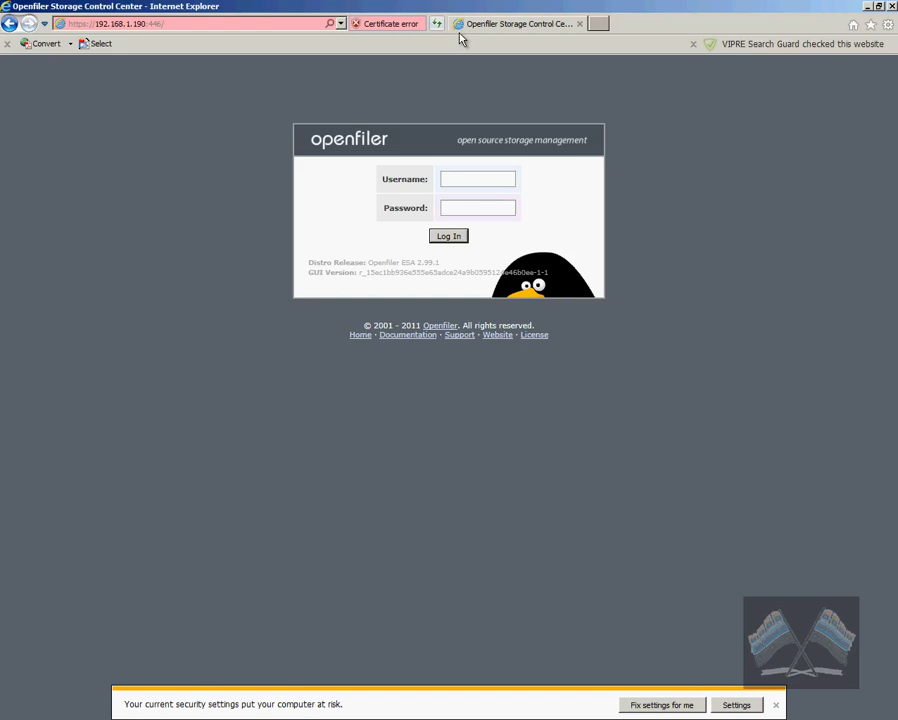 Openfiler Storage Control Center - Internet Explorer
https://192.168.1.190:446/
Certificate error
Openfiler Storage Control Ce...
Convert
Select
VIPRE Search Guard checked this website
openfiler
open source storage management
Username:
Password:
Log In
Distro Release: Openfiler ESA 2.99.1
GUI Version:
© 2001 - 2011 Openfiler. All rights reserved.
Home · Documentation · Support · Website · License
Your current security settings put your computer at risk.
Fix settings for me
Settings